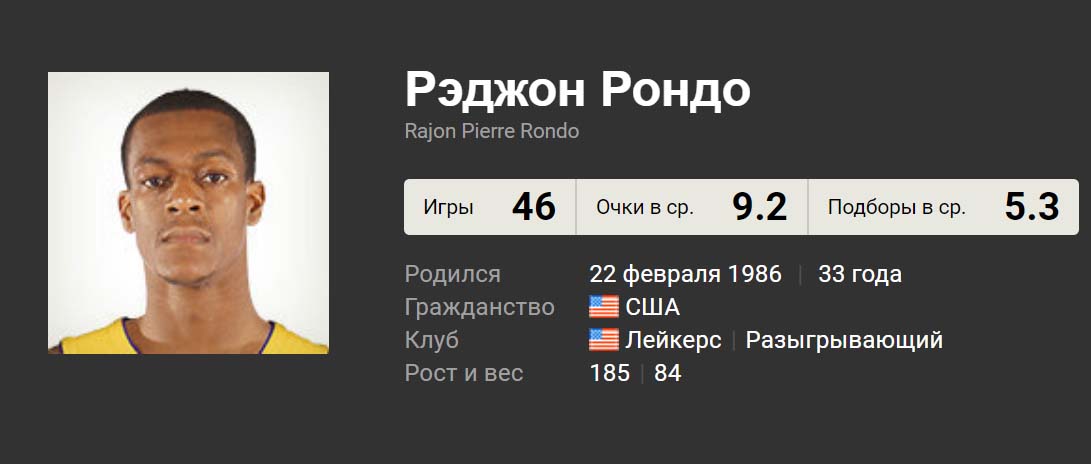 Рэджон Рондо
Rajon Pierre Rondo
Игры 46 Очки в ср. 9.2 Подборы в ср. 5.3
Родился 22 февраля 1986 | 33 года
Гражданство США
Клуб Лейкерс | Разыгрывающий
Рост и вес 185 | 84